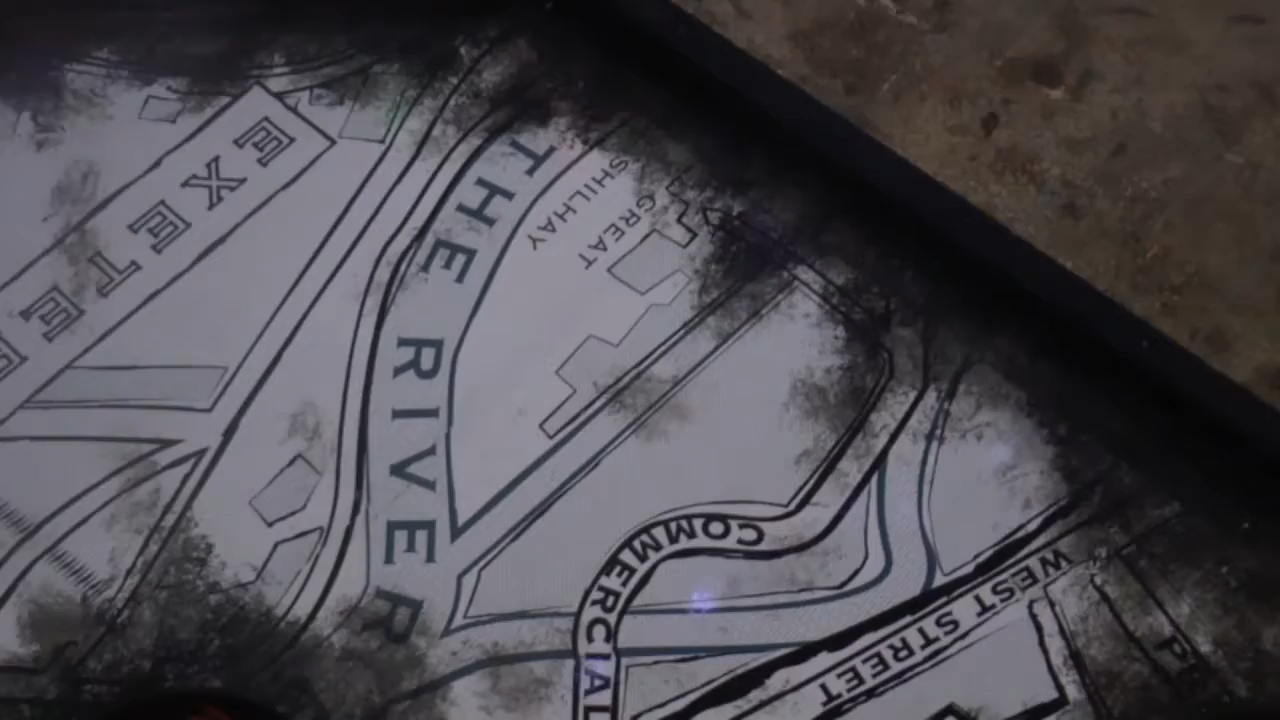 EXETE
THE RIVER
GREAT
SHILHAY
COMMERCIAL
WEST STREET